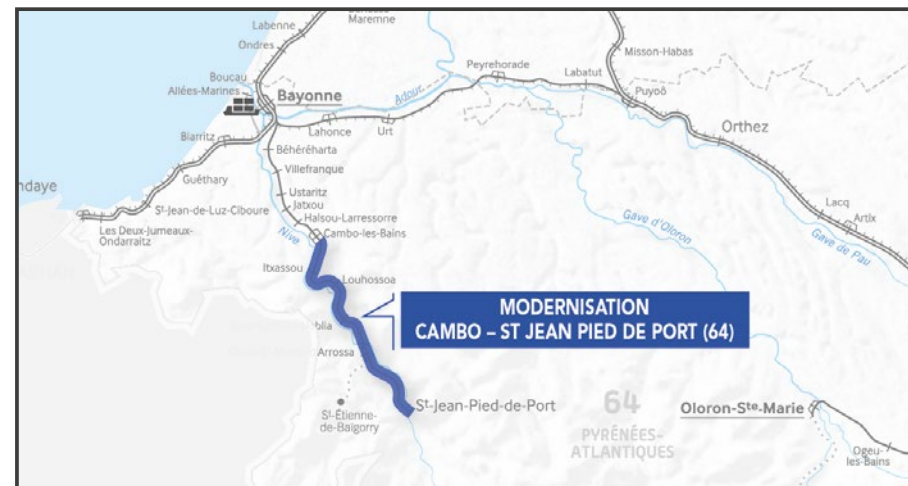 Labenne
Maremne
Ondres
Boucau
Allées-Marines
Bayonne
Adour
Peyrehorade
Labatut
Misson-Habas
Puyoô
Orthez
Biarritz
Lahonce
Urt
Béhéréharta
Villefranque
Guéthary
Ustaritz
Jatxou
Lacq
Artix
ndaye
St-Jean-de-Luz-Ciboure
Halsou-Larressorre
Les Deux-Jumeaux-
Ondarraitz
Nive
Cambo-les-Bains
Gave d'Oloron
Gave de Pau
Itxassou
Louhossoa
MODERNISATION
CAMBO – ST JEAN PIED DE PORT (64)
Arrossa
St-Jean-Pied-de-Port
St-Étienne-
de-Baïgorry
64
PYRÉNÉES-
ATLANTIQUES
Oloron-Ste-Marie
Ogeu-
les-Bains